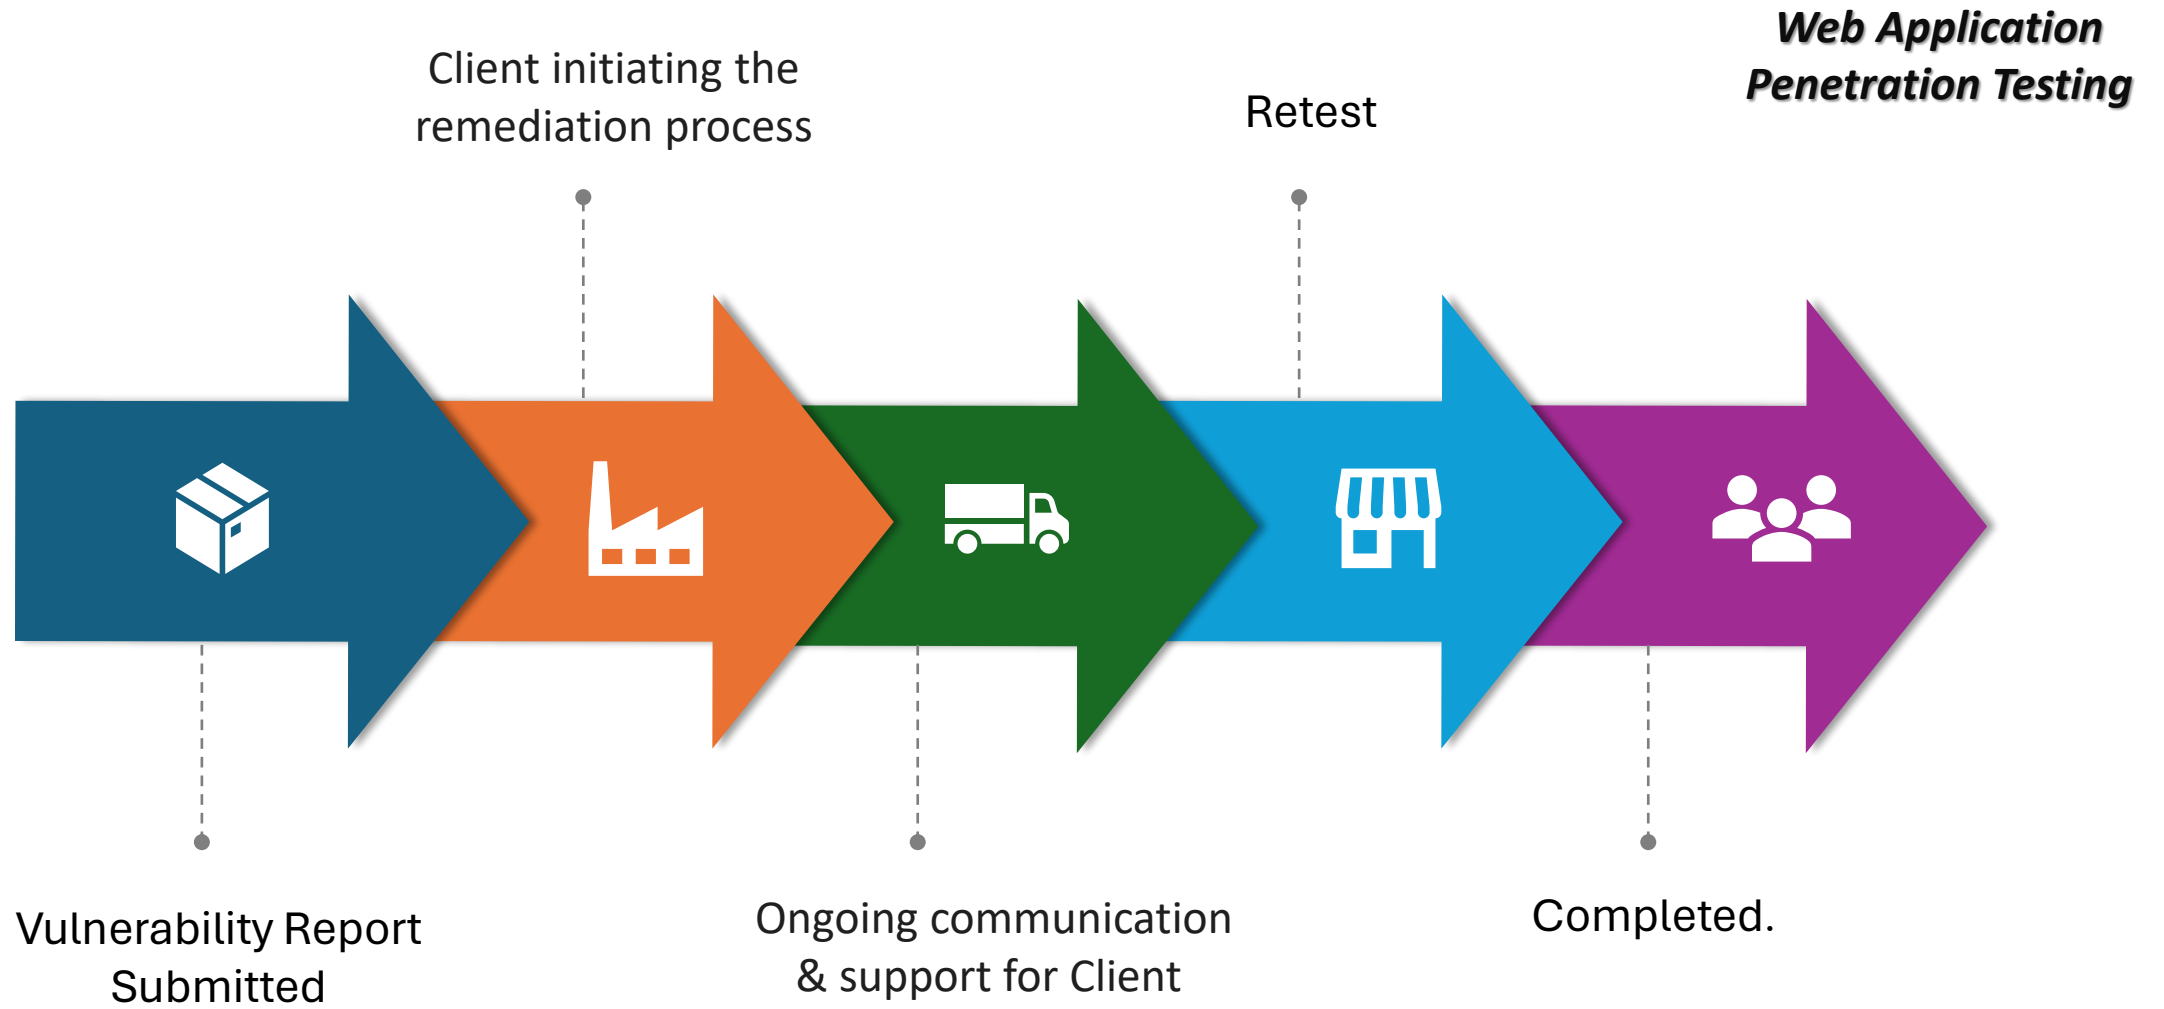 Web Application
Penetration Testing
Client initiating the
remediation process
Retest
Vulnerability Report
Submitted
Ongoing communication
& support for Client
Completed.